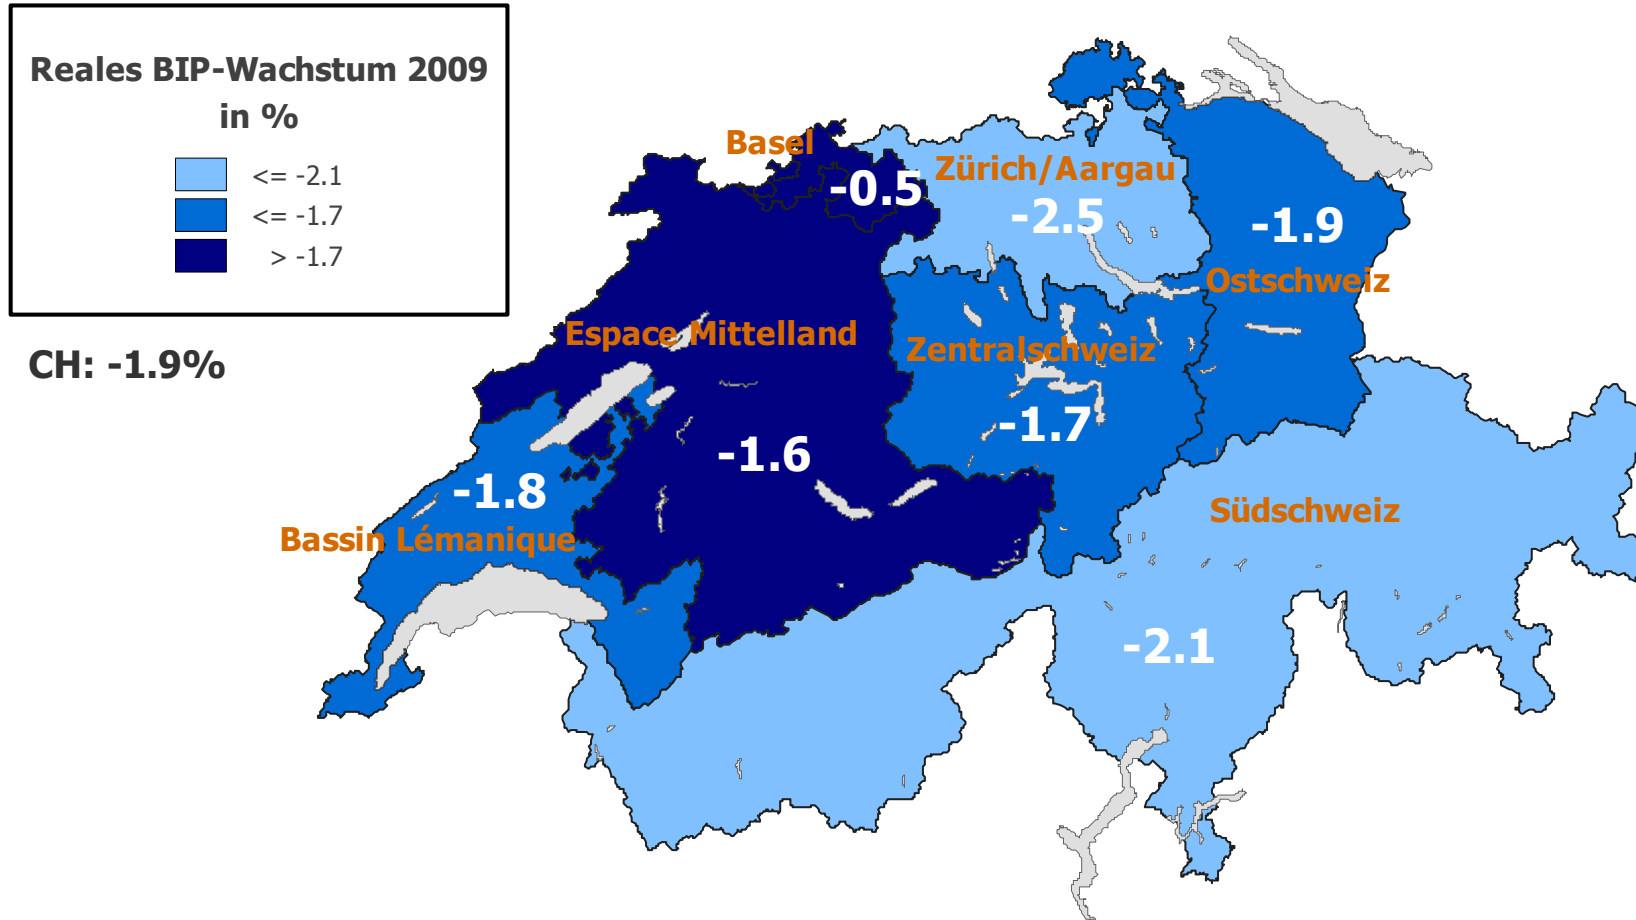 Reales BIP-Wachstum 2009
in %
<= -2.1
<= -1.7
> -1.7
CH: -1.9%
Basel
-0.5
Zürich/Aargau
-2.5
-1.9
Ostschweiz
Espace Mittelland
-1.6
Zentralschweiz
-1.7
-1.8
Bassin Lémanique
Südschweiz
-2.1